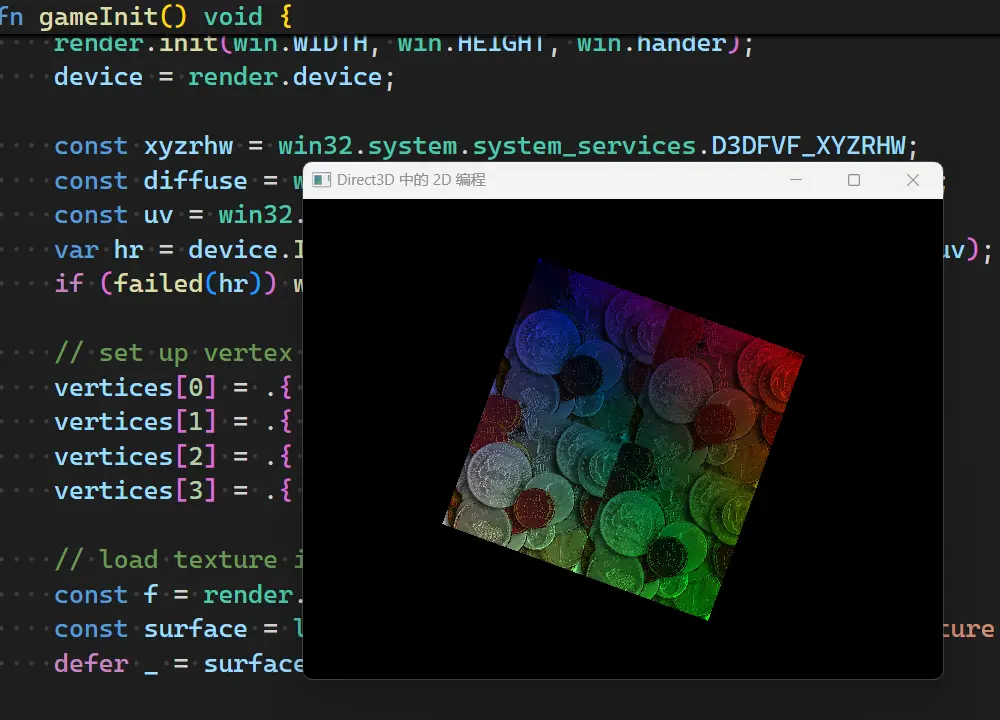 fn gameInit() void {
render.init(win.WIDTH, win.HEIGHT, win.hander);
device = render.device;
const xyzrhw = win32.system.system_services.D3DFVF_XYZRHW;
Direct3D 中的 2D 编程
const diffuse = w ;
const uv = win32.
var hr = device.I uv);
if (failed(hr)) w
// set up vertex
vertices[0] = .{
vertices[1] = .{
vertices[2] = .{
vertices[3] = .{
// load texture i
const f = render.
const surface = l ture
defer _ = surface